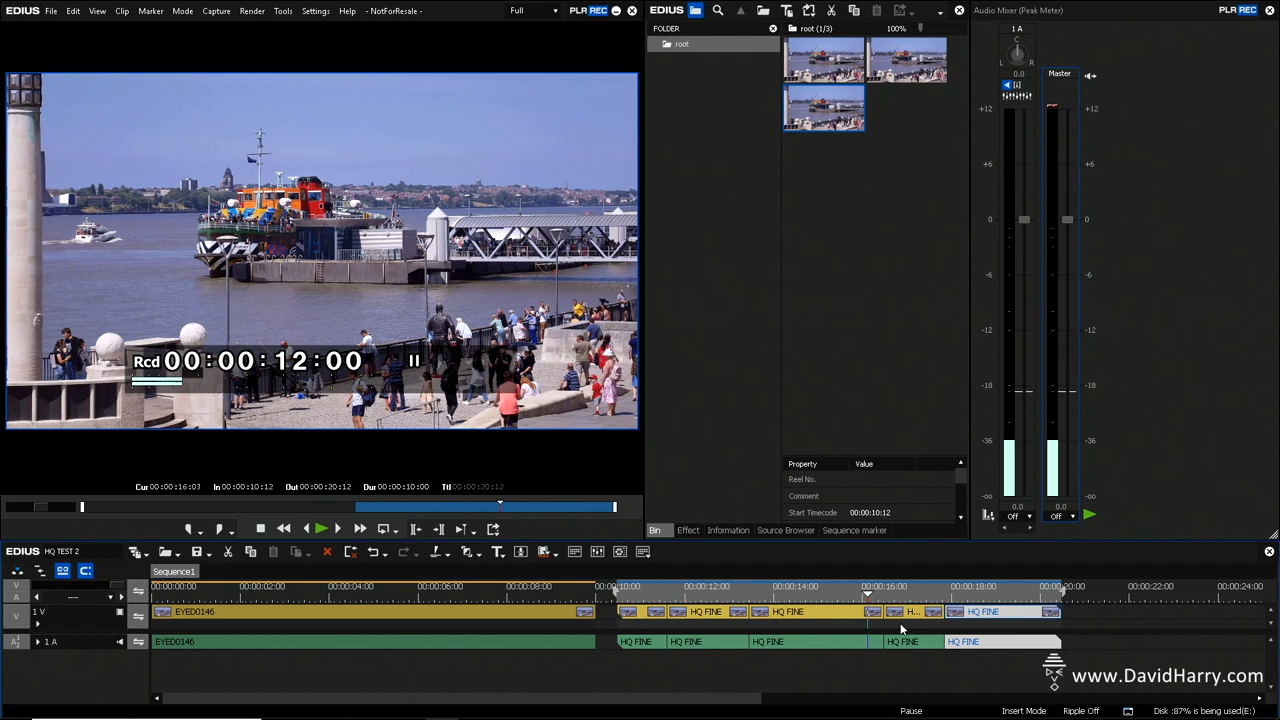 EDIUS File Edit View Clip Marker Mode Capture Render Tools Settings Help - NotForResale - Full PLR REC
EDIUS
Audio Mixer (Peak Meter) PLR REC
FOLDER
root
root (1/3) 100%
1 A
C
L R
0.0
Master
+12 +12
+6 +6
0 0
-6 -6
-12 -12
-18 -18
-36 -36
-oo -oo
0.0 0.0
Off Off
Rcd 00:00:12:00 II
Property Value
Reel No.
Comment
Start Timecode 00:00:10:12
Cur 00:00:16:03 In 00:00:10:12 Out 00:00:20:12 Dur 00:00:10:00 Ttl 00:00:20:12
Bin Effect Information Source Browser Sequence marker
EDIUS HQ TEST 2
Sequence1
V
A
00:00:00:00 00:00:02:00 00:00:04:00 00:00:06:00 00:00:08:00 00:00:10:00 00:00:12:00 00:00:14:00 00:00:16:00 00:00:18:00 00:00:20:00 00:00:22:00 00:00:24:00
V 1 V EYED0146 HQ FINE HQ FINE H... HQ FINE
A 1 A EYED0146 HQ FINE HQ FINE HQ FINE HQ FINE HQ FINE
www.DavidHarry.com
Pause Insert Mode Ripple Off Disk :87% is being used(E:)